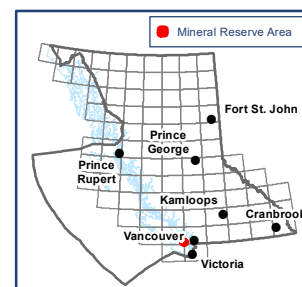 Mineral Reserve Area
Fort St. John
Prince
George
Prince
Rupert
Kamloops
Cranbrook
Vancouver
Victoria